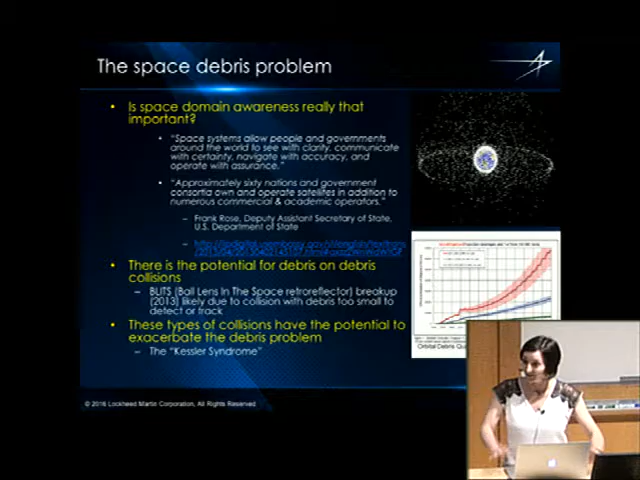 The space debris problem
• Is space domain awareness really that
important?
• "Space systems allow people and governments
around the world to see with clarity, communicate
with certainty, navigate with accuracy, and
operate with assurance."
• "Approximately sixty nations and government
consortia own and operate satellites in addition to
numerous commercial & academic operators."
– Frank Rose, Deputy Assistant Secretary of State,
U.S. Department of State
• There is the potential for debris on debris
collisions
– BLITS (Ball Lens In The Space retroreflector) breakup
(2013) likely due to collision with debris too small to
detect or track
• These types of collisions have the potential to
exacerbate the debris problem
– The "Kessler Syndrome"
Orbital Debris
© 2016 Lockheed Martin Corporation, All Rights Reserved